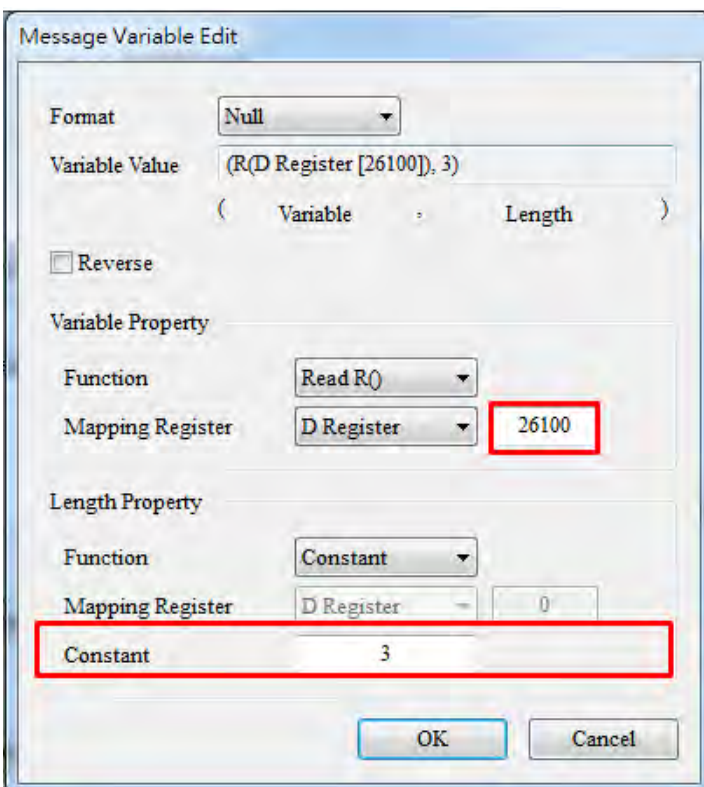 Message Variable Edit
Format Null
Variable Value (R(D Register [26100]), 3)
( Variable , Length )
Reverse
Variable Property
Function Read R()
Mapping Register D Register 26100
Length Property
Function Constant
Mapping Register D Register 0
Constant 3
OK Cancel